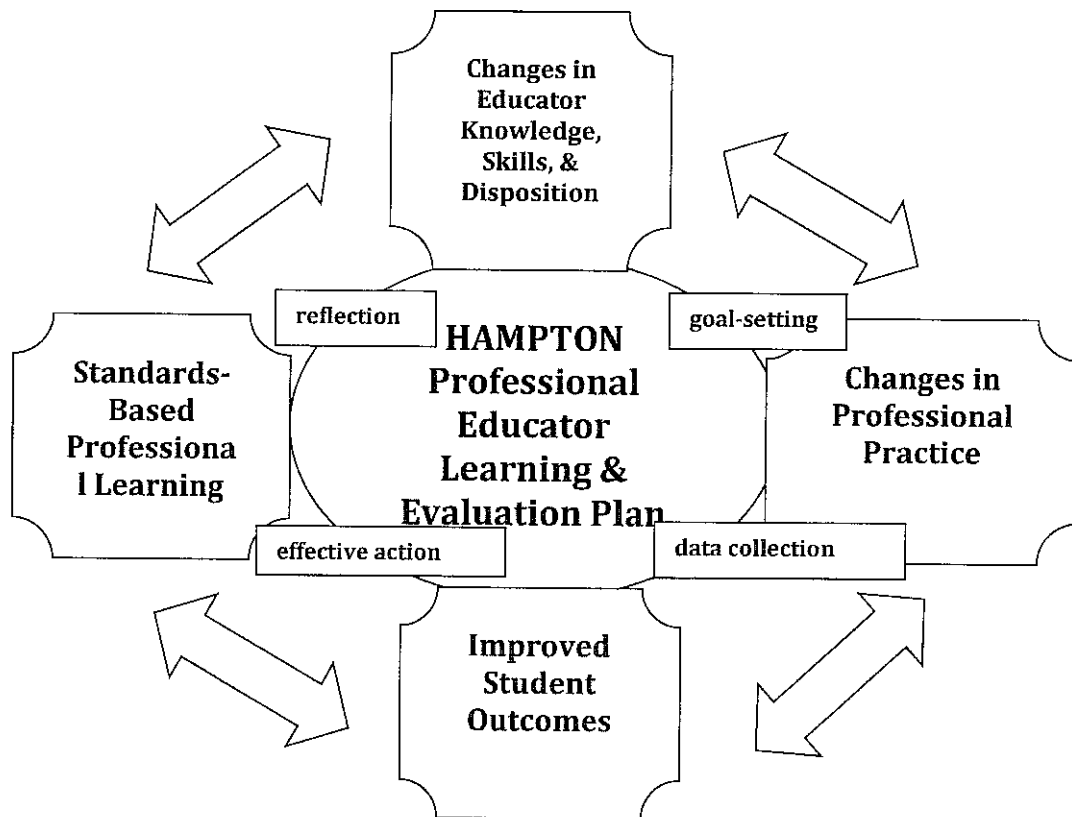 Changes in
Educator
Knowledge,
Skills, &
Disposition
reflection
goal-setting
HAMPTON
Professional
Educator
Learning &
Evaluation Plan
Standards-
Based
Professiona
l Learning
Changes in
Professional
Practice
effective action
data collection
Improved
Student
Outcomes